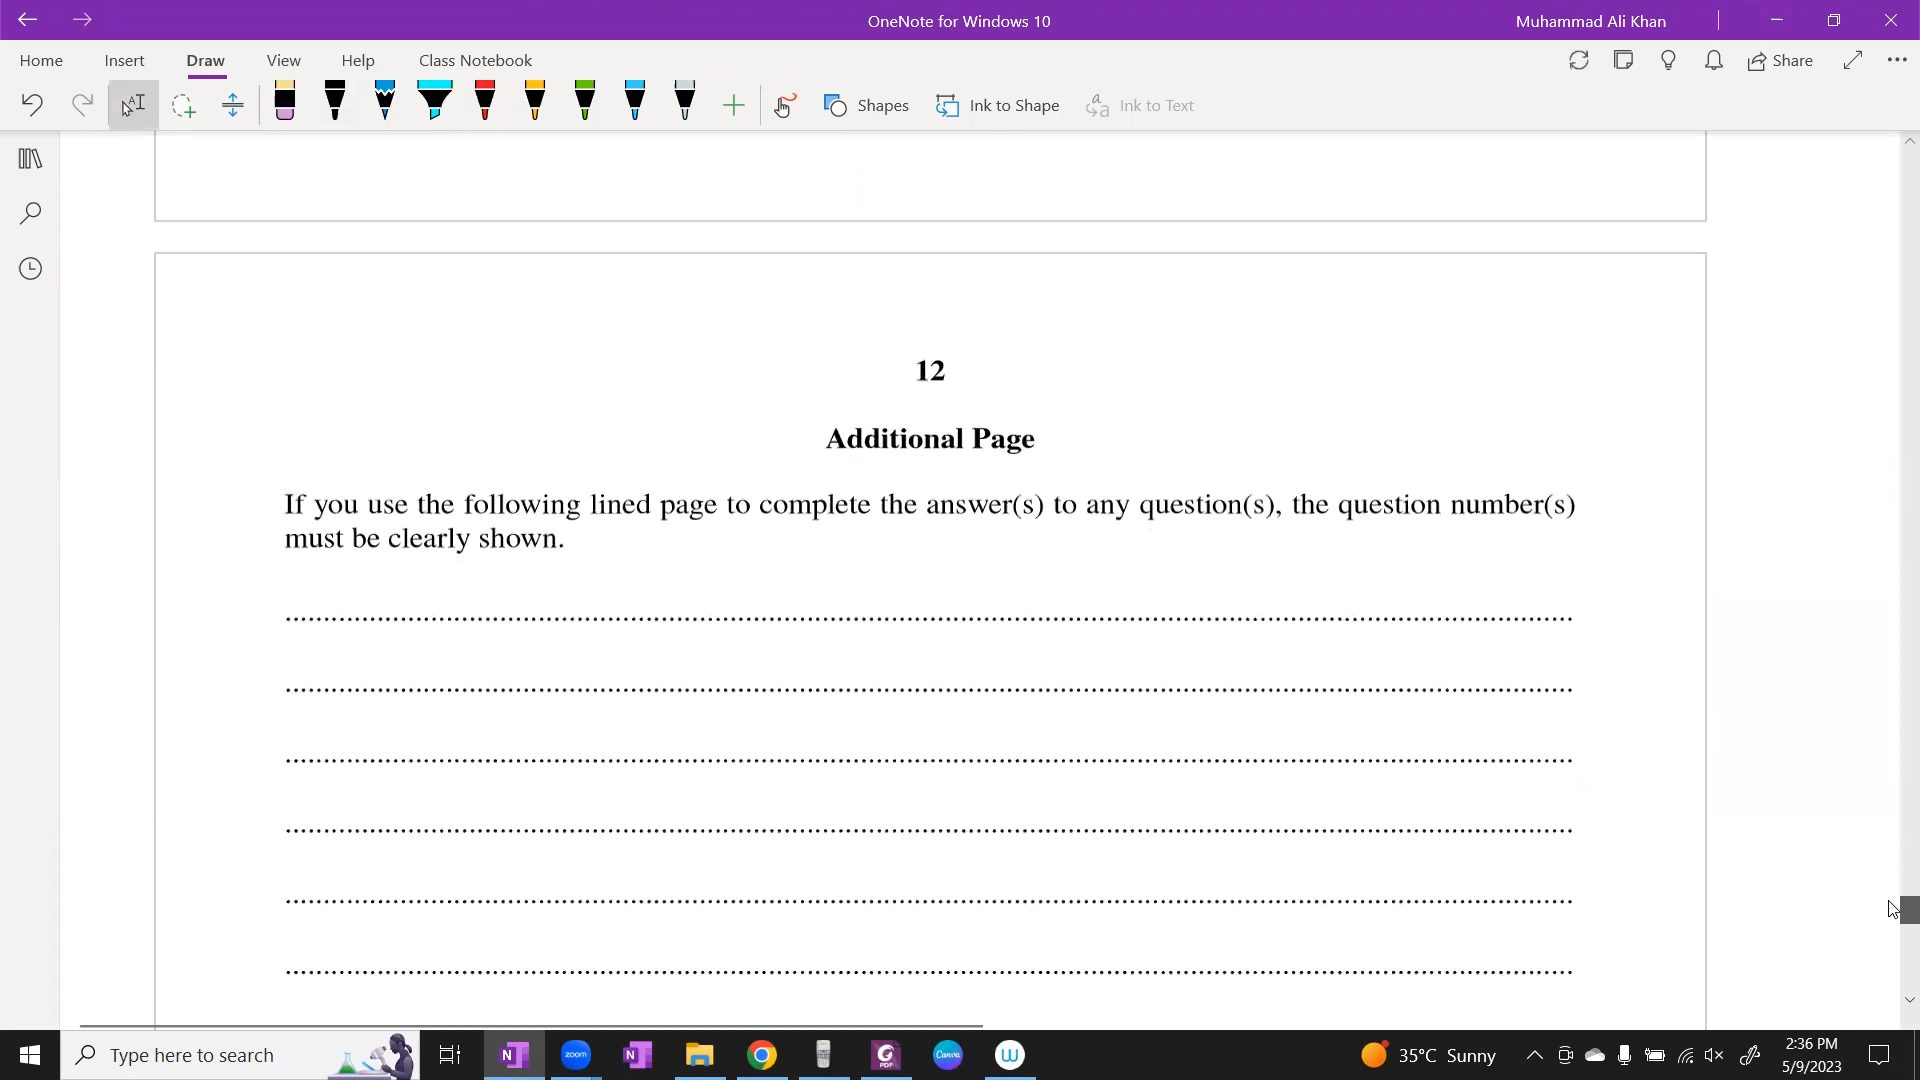 OneNote for Windows 10
Muhammad Ali Khan
Home
Insert
Draw
View
Help
Class Notebook
Share
Shapes
Ink to Shape
Ink to Text
12
Additional Page
If you use the following lined page to complete the answer(s) to any question(s), the question number(s)
must be clearly shown.
Type here to search
zoom
Canva
35°C Sunny
2:36 PM
5/9/2023